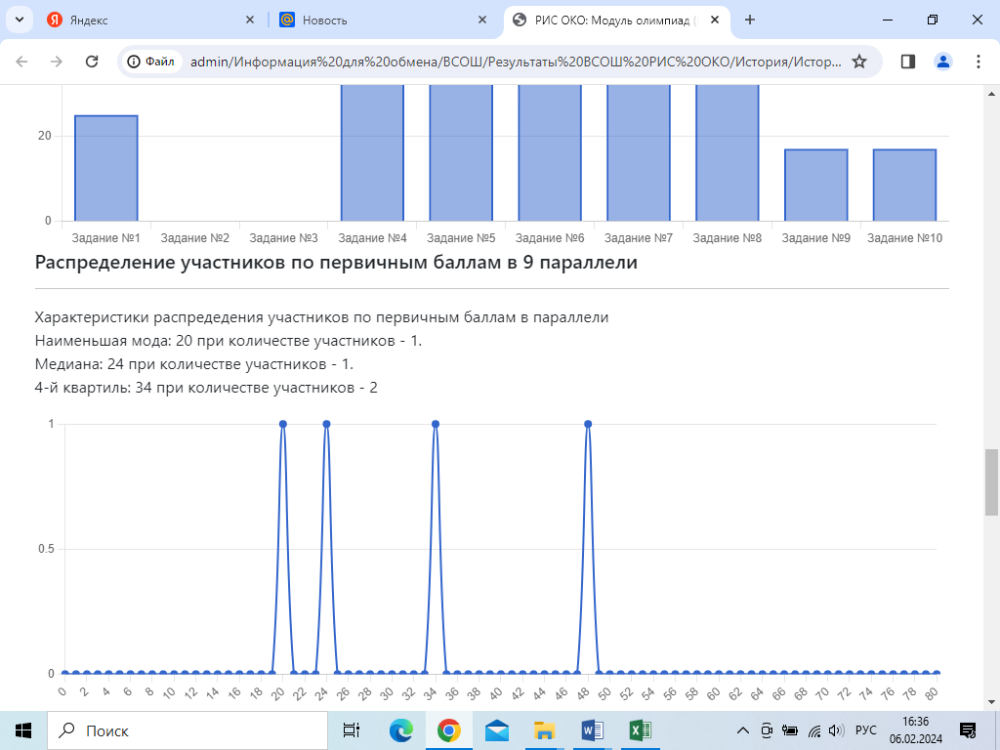 Яндекс
Новость
РИС ОКО: Модуль олимпиад (
Файл
admin/Информация%20для%20обмена/ВСОШ/Результаты%20ВСОШ%20РИС%20ОКО/История/Истор...
20
0
Задание №1 Задание №2 Задание №3 Задание №4 Задание №5 Задание №6 Задание №7 Задание №8 Задание №9 Задание №10
Распределение участников по первичным баллам в 9 параллели
Характеристики распредедения участников по первичным баллам в параллели
Наименьшая мода: 20 при количестве участников - 1.
Медиана: 24 при количестве участников - 1.
4-й квартиль: 34 при количестве участников - 2
1
0.5
0
0 2 4 6 8 10 12 14 16 18 20 22 24 26 28 30 32 34 36 38 40 42 44 46 48 50 52 54 56 58 60 62 64 66 68 70 72 74 76 78 80
Поиск
РУС
16:36
06.02.2024